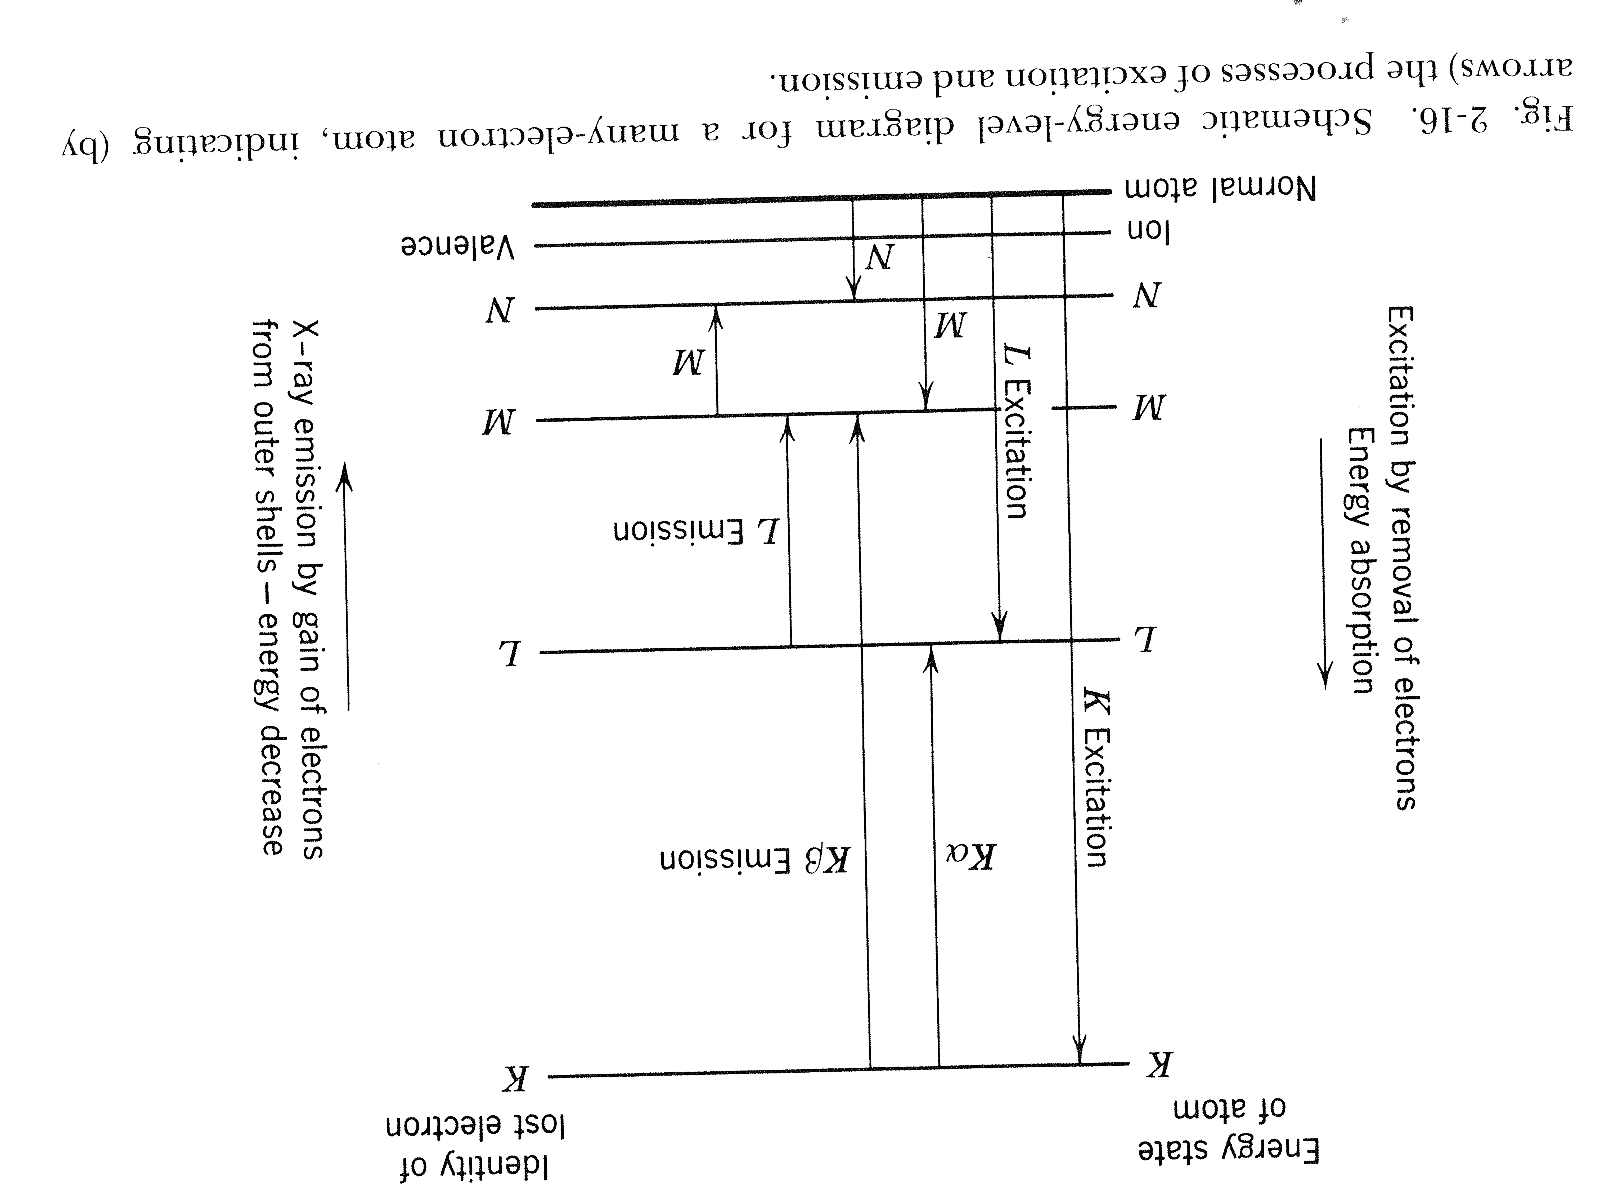 Energy state
of atom
Identity of
lost electron
K
K
K Excitation
Kα
Kβ Emission
L
L
L Excitation
L Emission
M
M
M
M
N
N
N
Ion
Valence
Normal atom
Excitation by removal of electrons
Energy absorption
X-ray emission by gain of electrons
from outer shells—energy decrease
Fig. 2-16. Schematic energy-level diagram for a many-electron atom, indicating (by
arrows) the processes of excitation and emission.